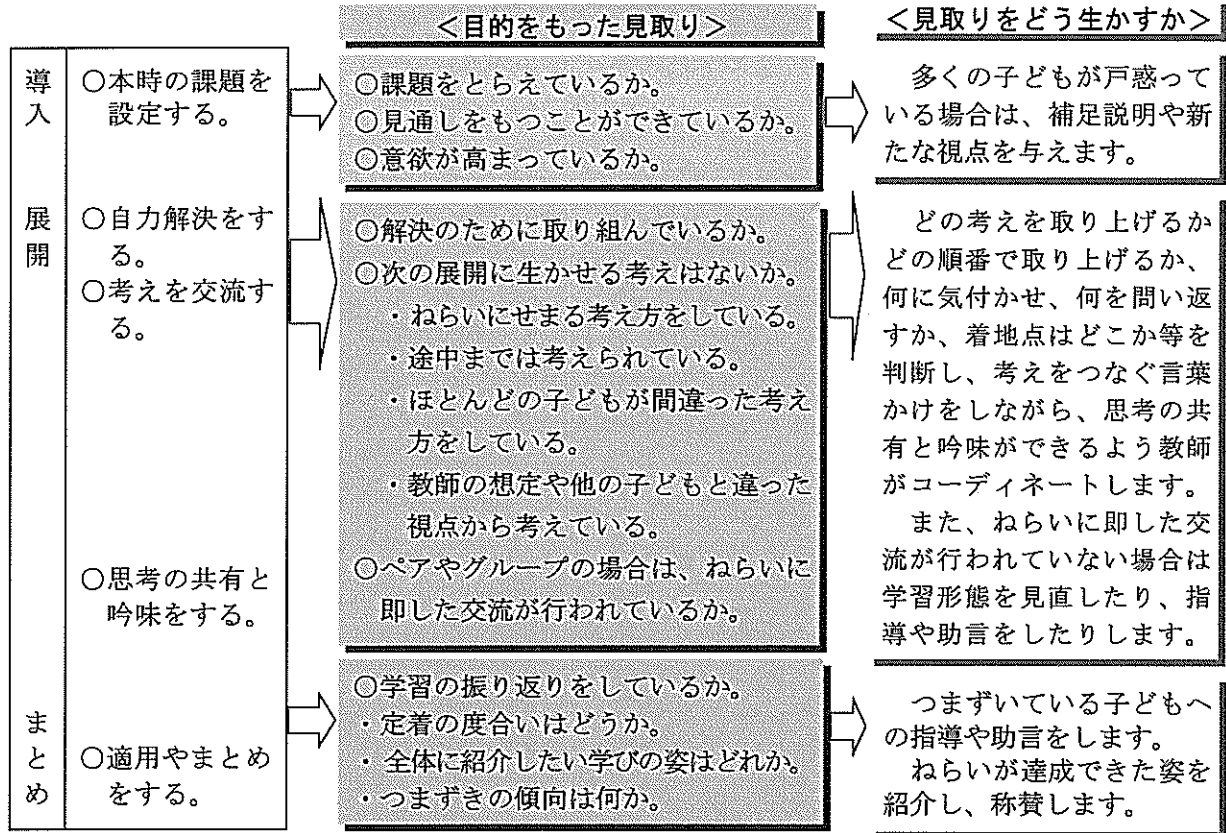 ＜目的をもった見取り＞
＜見取りをどう生かすか＞
導入
○本時の課題を
設定する。
○課題をとらえているか。
○見通しをもつことができているか。
○意欲が高まっているか。
多くの子どもが戸惑って
いる場合は、補足説明や新
たな視点を与えます。
展開
○自力解決をす
る。
○考えを交流す
る。
○思考の共有と
吟味をする。
○解決のために取り組んでいるか。
○次の展開に生かせる考えはないか。
・ねらいにせまる考え方をしている。
・途中までは考えられている。
・ほとんどの子どもが間違った考え
方をしている。
・教師の想定や他の子どもと違った
視点から考えている。
○ペアやグループの場合は、ねらいに
即した交流が行われているか。
どの考えを取り上げるか
どの順番で取り上げるか、
何に気付かせ、何を問い返
すか、着地点はどこか等を
判断し、考えをつなぐ言葉
かけをしながら、思考の共
有と吟味ができるよう教師
がコーディネートします。
また、ねらいに即した交
流が行われていない場合は
学習形態を見直したり、指
導や助言をしたりします。
まとめ
○適用やまとめ
をする。
○学習の振り返りをしているか。
・定着の度合いはどうか。
・全体に紹介したい学びの姿はどれか。
・つまずきの傾向は何か。
つまずいている子どもへ
の指導や助言をします。
ねらいが達成できた姿を
紹介し、称賛します。